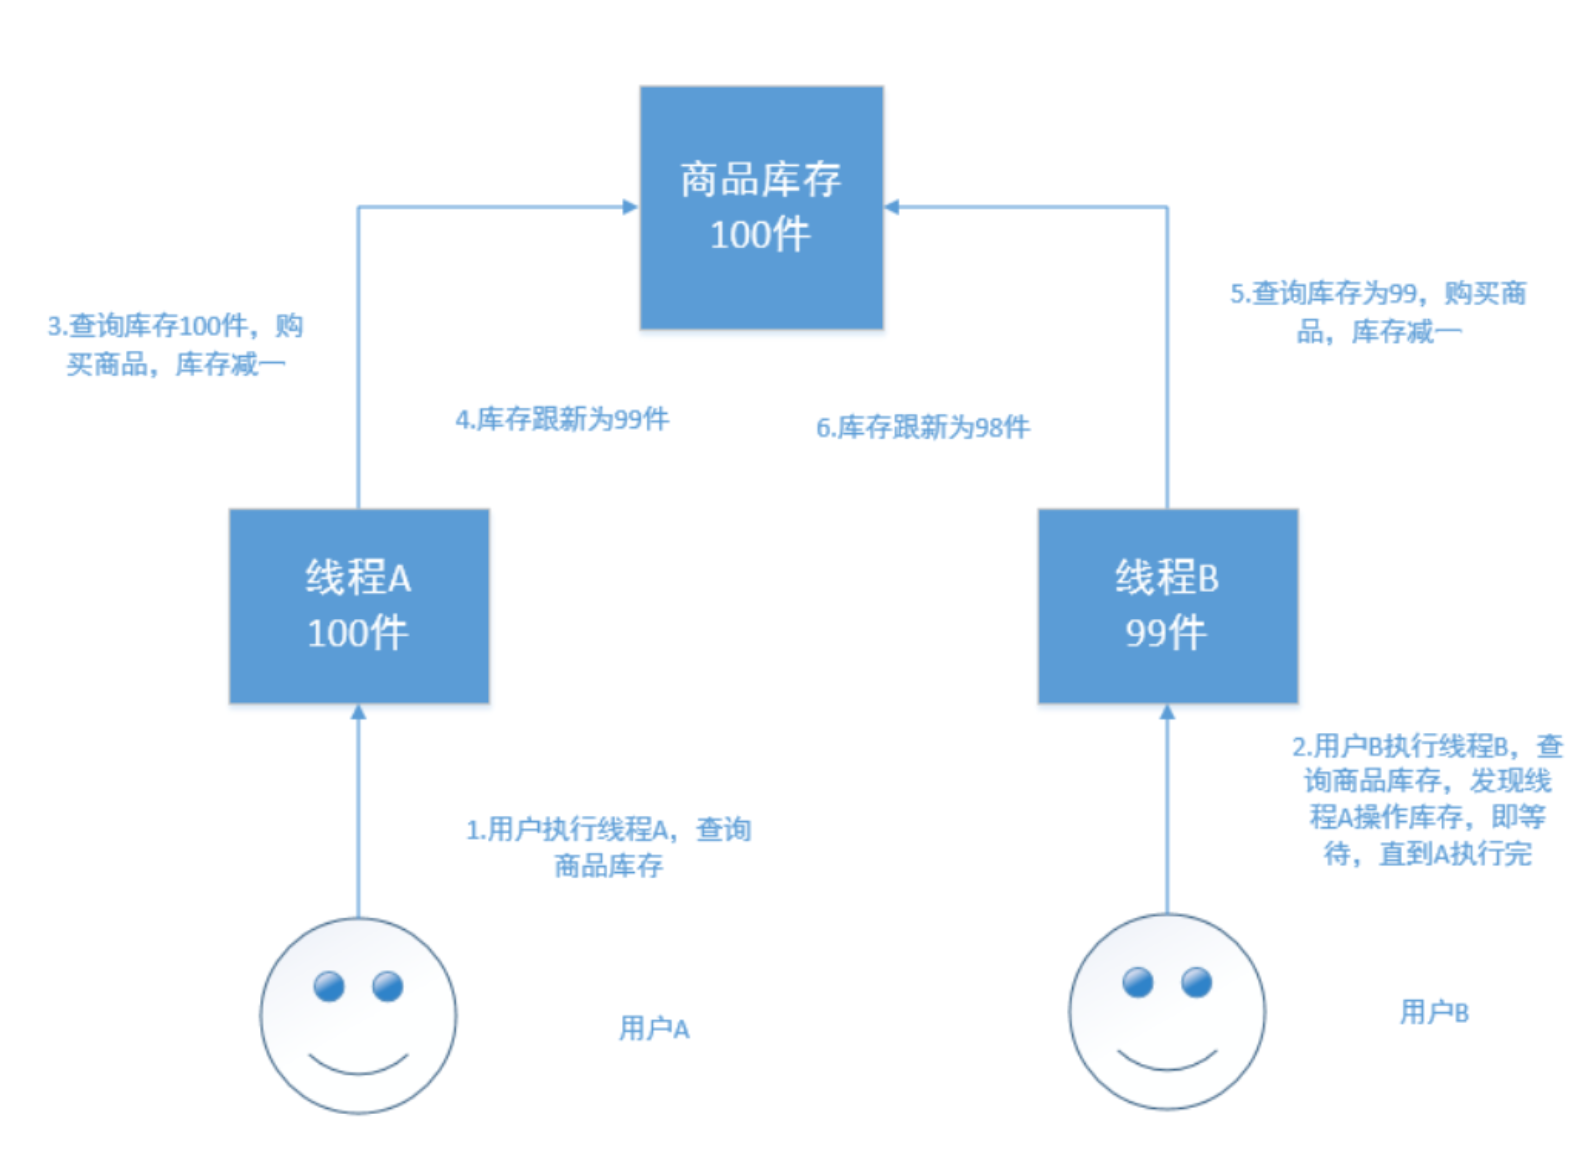 商品库存
100件
3.查询库存100件，购
买商品，库存减一
5.查询库存为99，购买商
品，库存减一
4.库存跟新为99件
6.库存跟新为98件
线程A
100件
线程B
99件
1.用户执行线程A，查询
商品库存
2.用户B执行线程B，查
询商品库存，发现线
程A操作库存，即等
待，直到A执行完
用户A
用户B